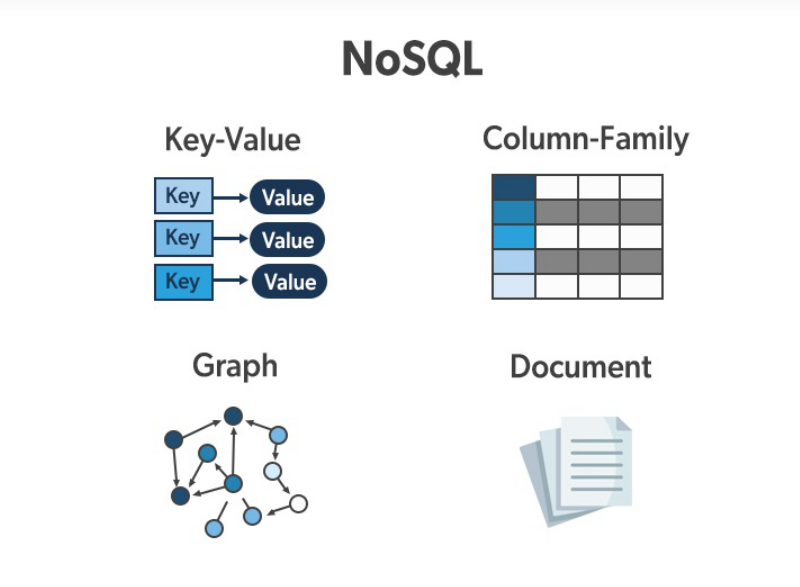 NoSQL
Key-Value
Key Value
Key Value
Key Value
Column-Family
Graph
Document